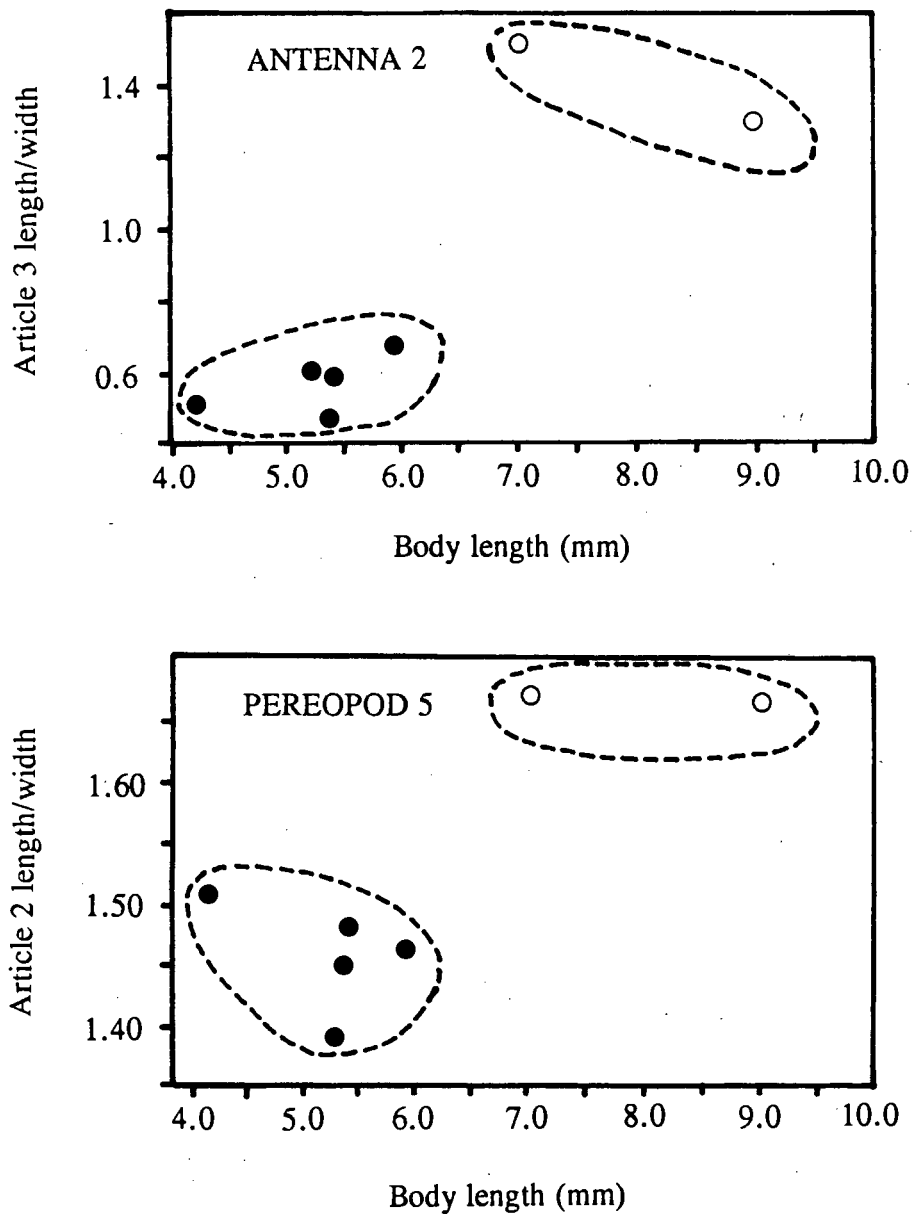 ANTENNA 2
Article 3 length/width
1.4
1.0
0.6
4.0 5.0 6.0 7.0 8.0 9.0 10.0
Body length (mm)
PEREOPOD 5
Article 2 length/width
1.60
1.50
1.40
4.0 5.0 6.0 7.0 8.0 9.0 10.0
Body length (mm)